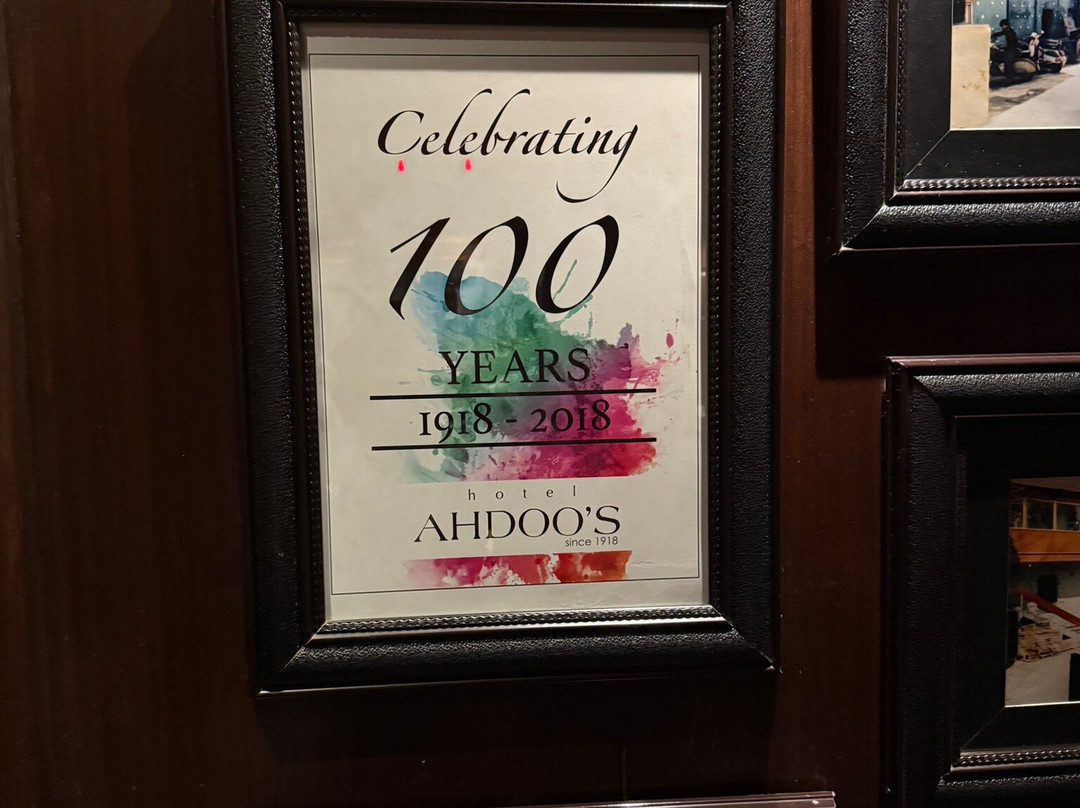 Celebrating
100
YEARS
1918 - 2018
hotel
AHDOO'S
since 1918